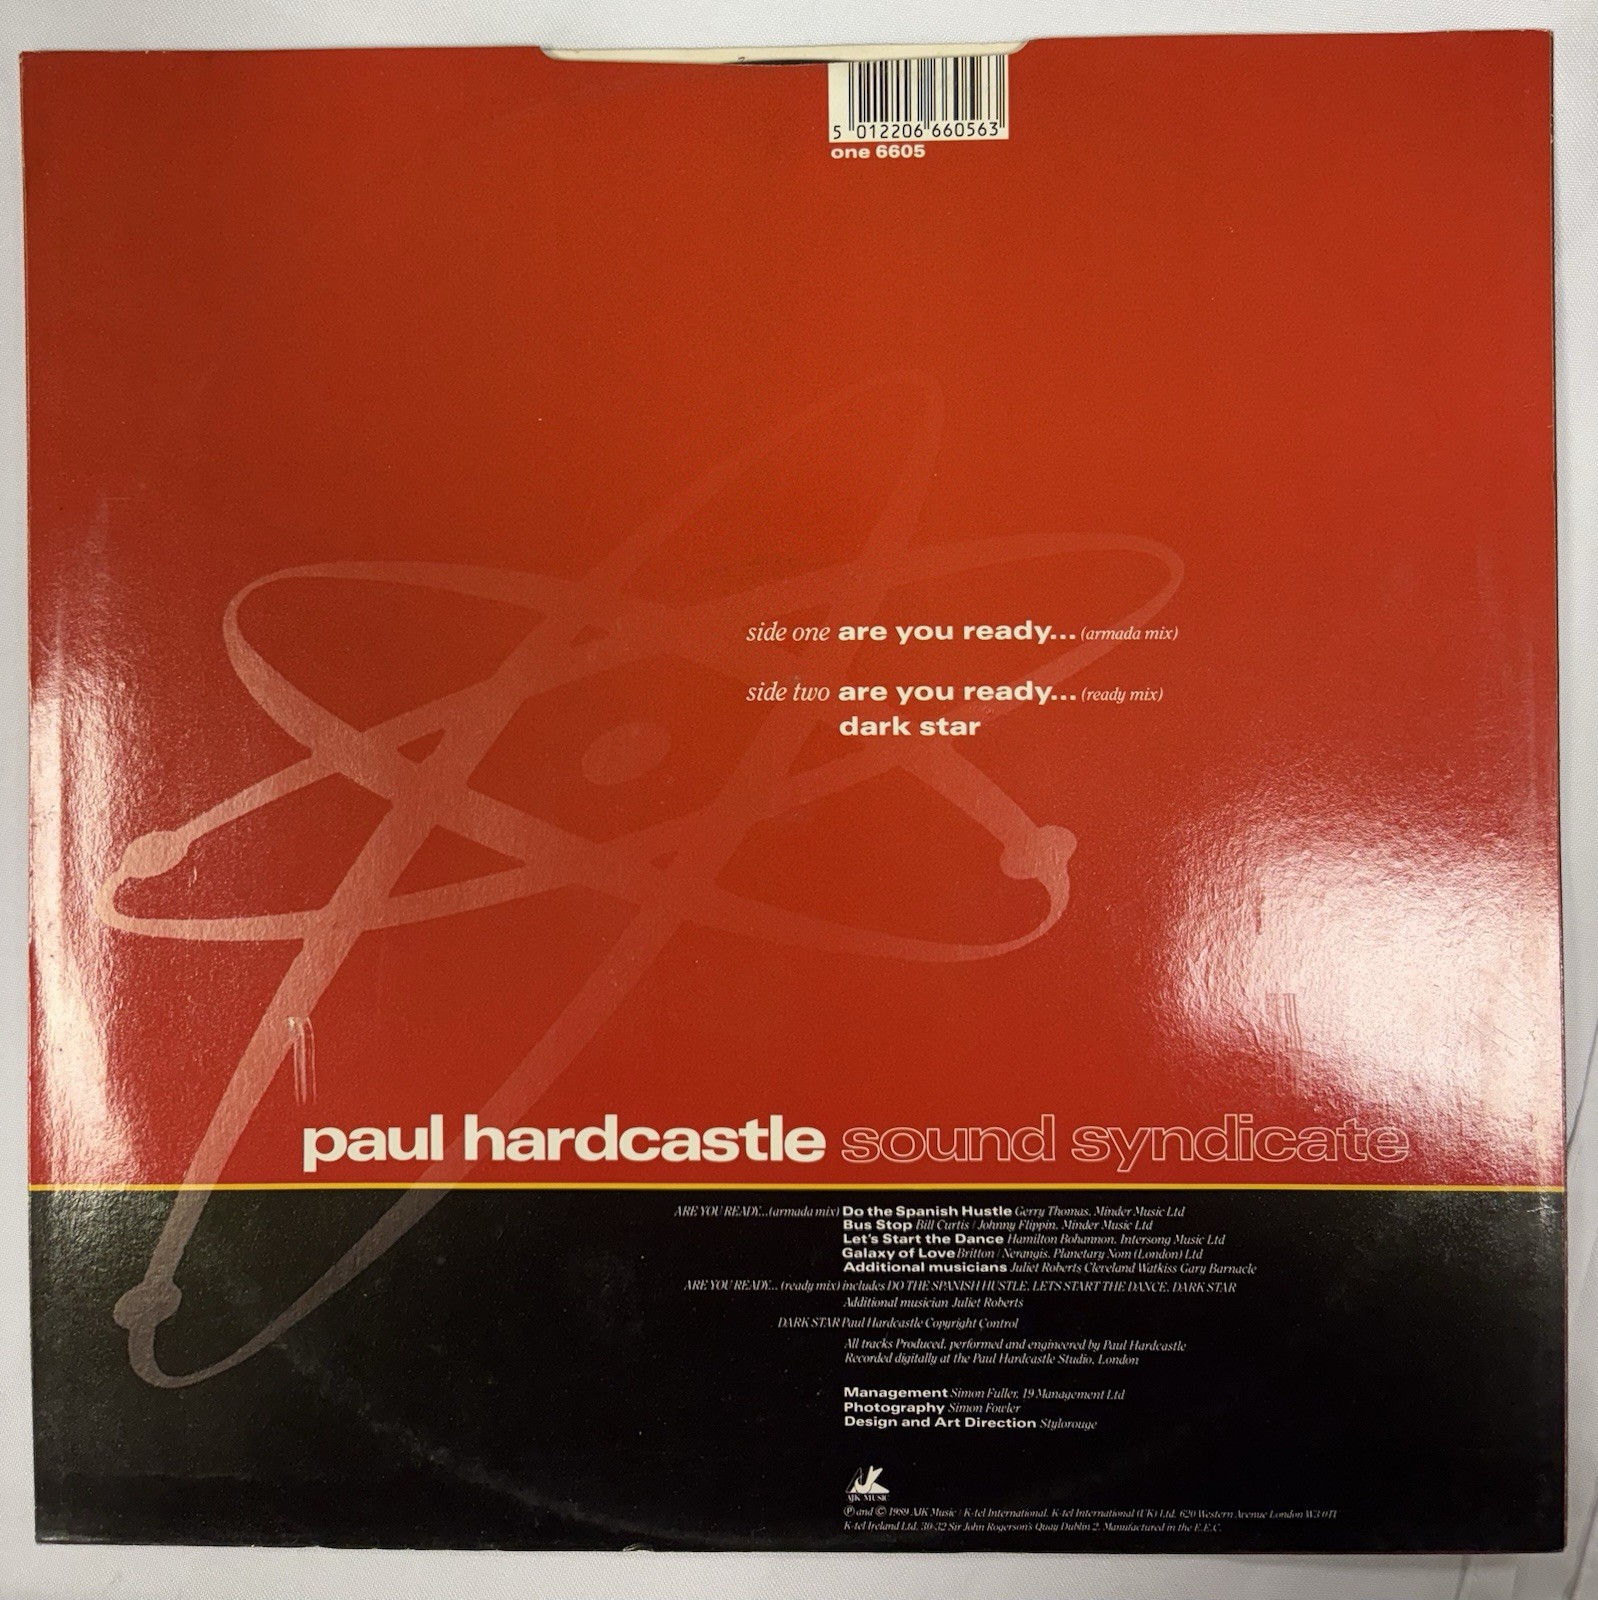 5 012206 660563
one 6605
side one are you ready... (armada mix)
side two are you ready... (ready mix)
dark star
paul hardcastle sound syndicate
ARE YOU READY...(armada mix) Do the Spanish Hustle Gerry Thomas. Minder Music Ltd
Bus Stop Bill Curtis / Johnny Flippin. Minder Music Ltd
Let's Start the Dance Hamilton Bohannon. Intersong Music Ltd
Galaxy of Love Britton / Nerangis. Planetary Nom (London) Ltd
Additional musicians Juliet Roberts Cleveland Watkiss Gary Barnacle
ARE YOU READY... (ready mix) includes DO THE SPANISH HUSTLE. LETS START THE DANCE. DARK STAR
Additional musician Juliet Roberts
DARK STAR Paul Hardcastle Copyright Control
All tracks Produced. performed and engineered by Paul Hardcastle
Recorded digitally at the Paul Hardcastle Studio. London
Management Simon Fuller. 19 Management Ltd
Photography Simon Fowler
Design and Art Direction Stylorouge
AJK MUSIC
Ⓟ and © 1989 AJK Music / K-tel International. K-tel International (UK) Ltd. 620 Western Avenue London W3 0TU
K-tel Ireland Ltd. 30-32 Sir John Rogerson's Quay Dublin 2. Manufactured in the E.E.C.